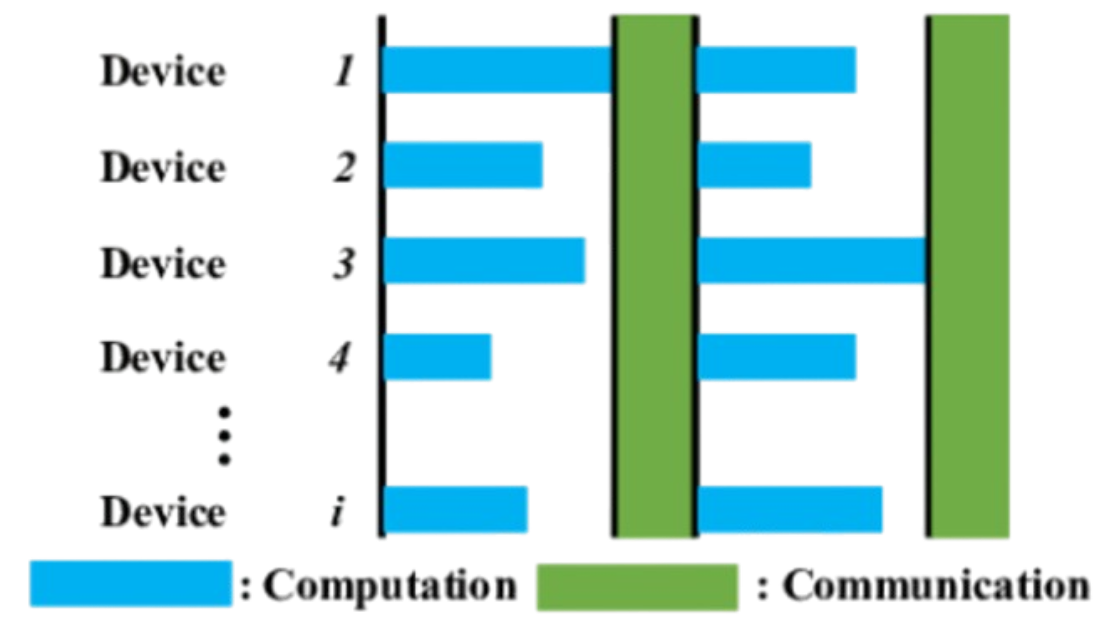 Device 1
Device 2
Device 3
Device 4
⋮
Device i
: Computation : Communication